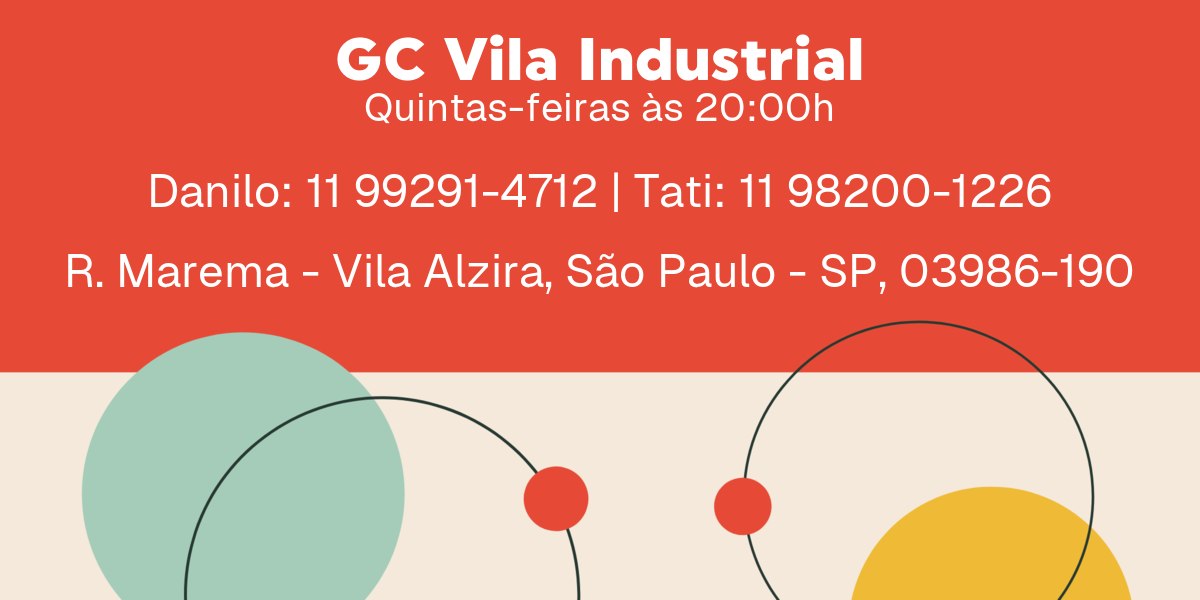 GC Vila Industrial
Quintas-feiras às 20:00h
Danilo: 11 99291-4712 | Tati: 11 98200-1226
R. Marema - Vila Alzira, São Paulo - SP, 03986-190